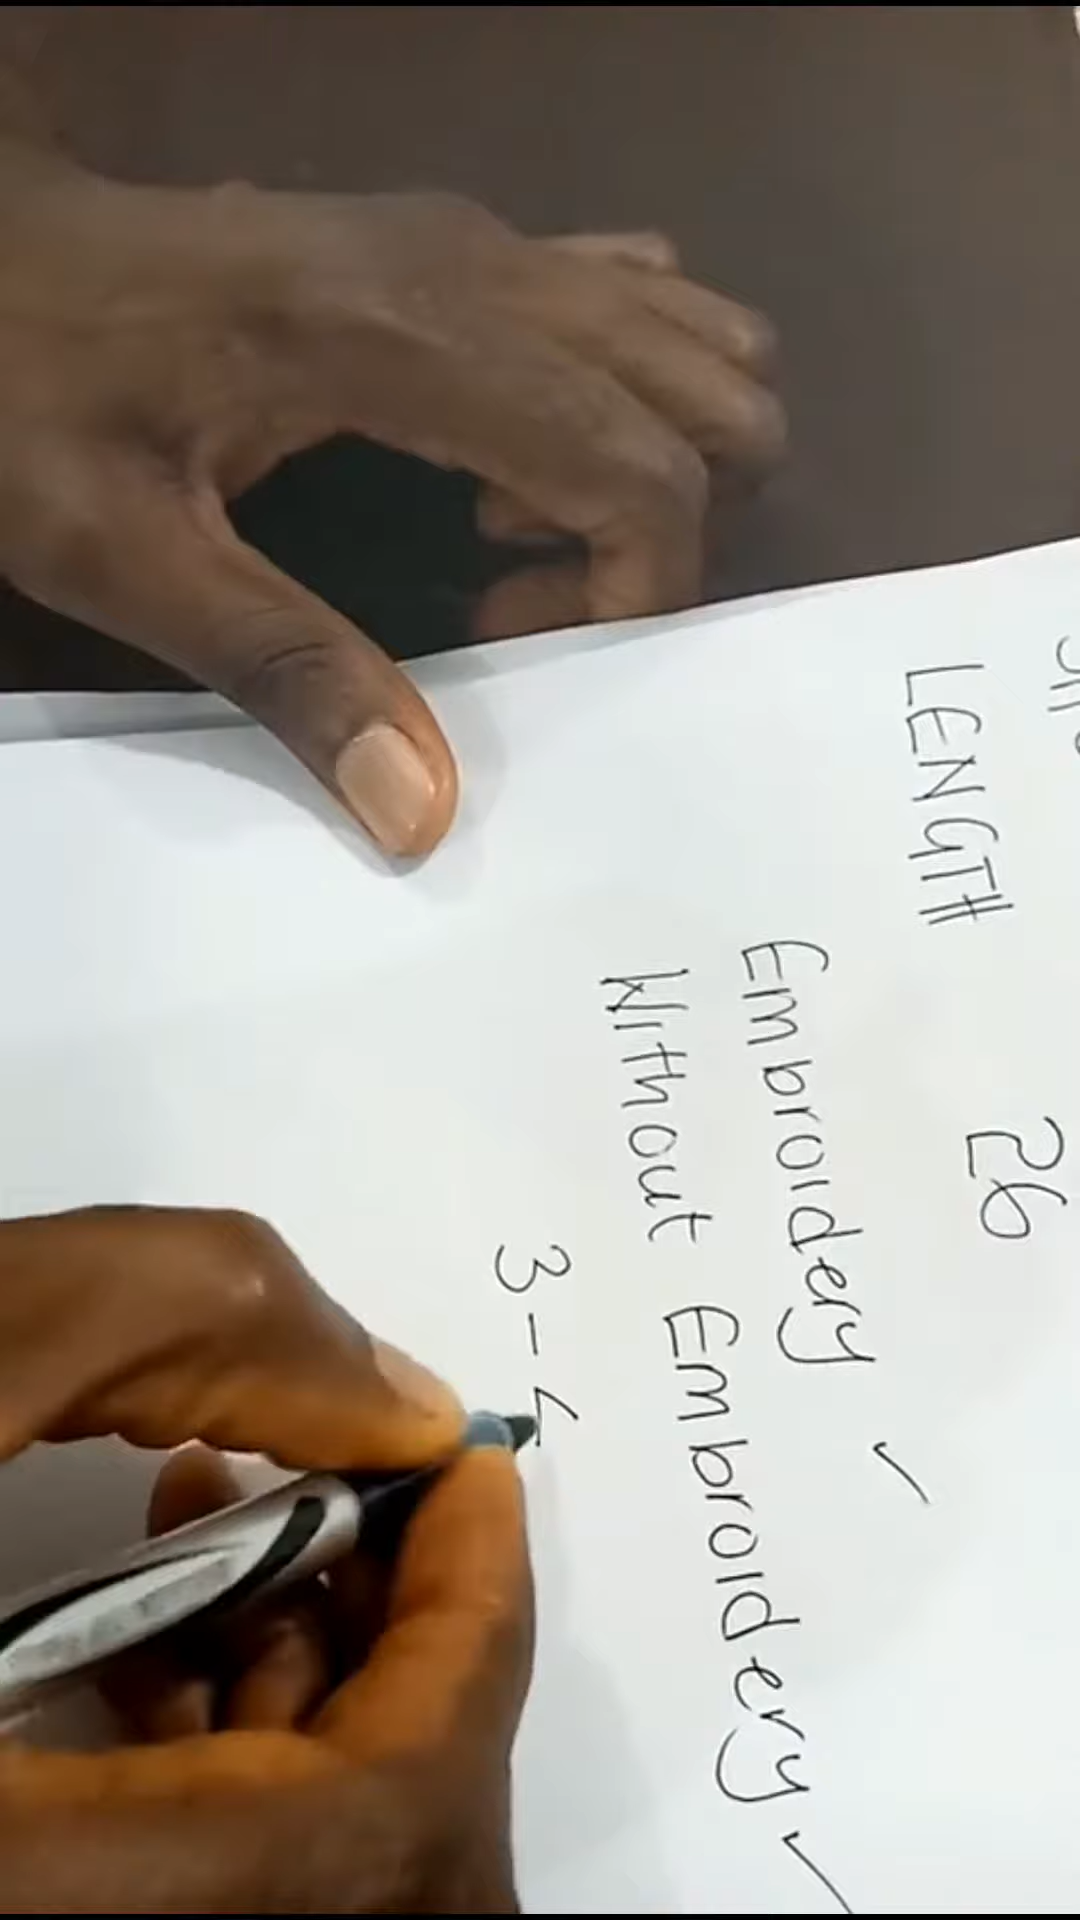 LENGTH 26
Embroidery ✓
Without Embroidery ✓
3 - 4